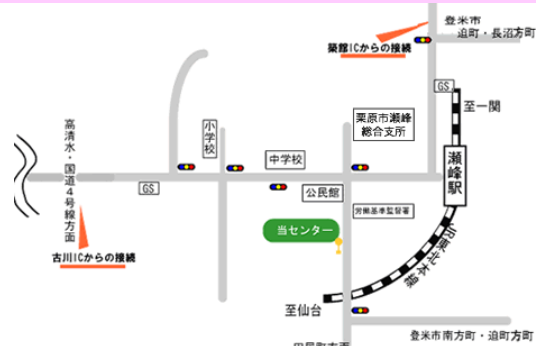 登米市
迫町・長沼方町
築館ICからの接続
GS
至一関
栗原市瀬峰
総合支所
小学校
中学校
高清水・国道4号線方面
瀬峰駅
GS
公民館
労働基準監督署
当センター
JR東北本線
古川ICからの接続
至仙台
登米市南方町・迫町方町